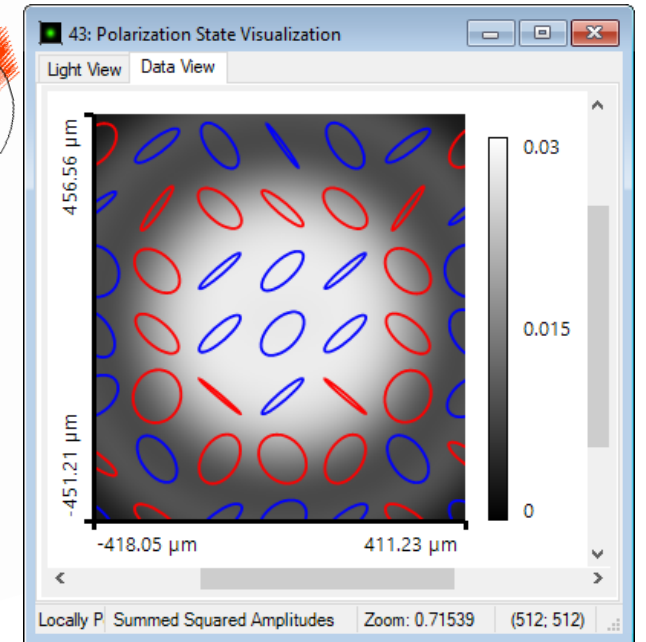 43: Polarization State Visualization
Light View Data View
456.56 µm
-451.21 µm
0.03
0.015
0
-418.05 µm 411.23 µm
Locally P Summed Squared Amplitudes Zoom: 0.71539 (512; 512)